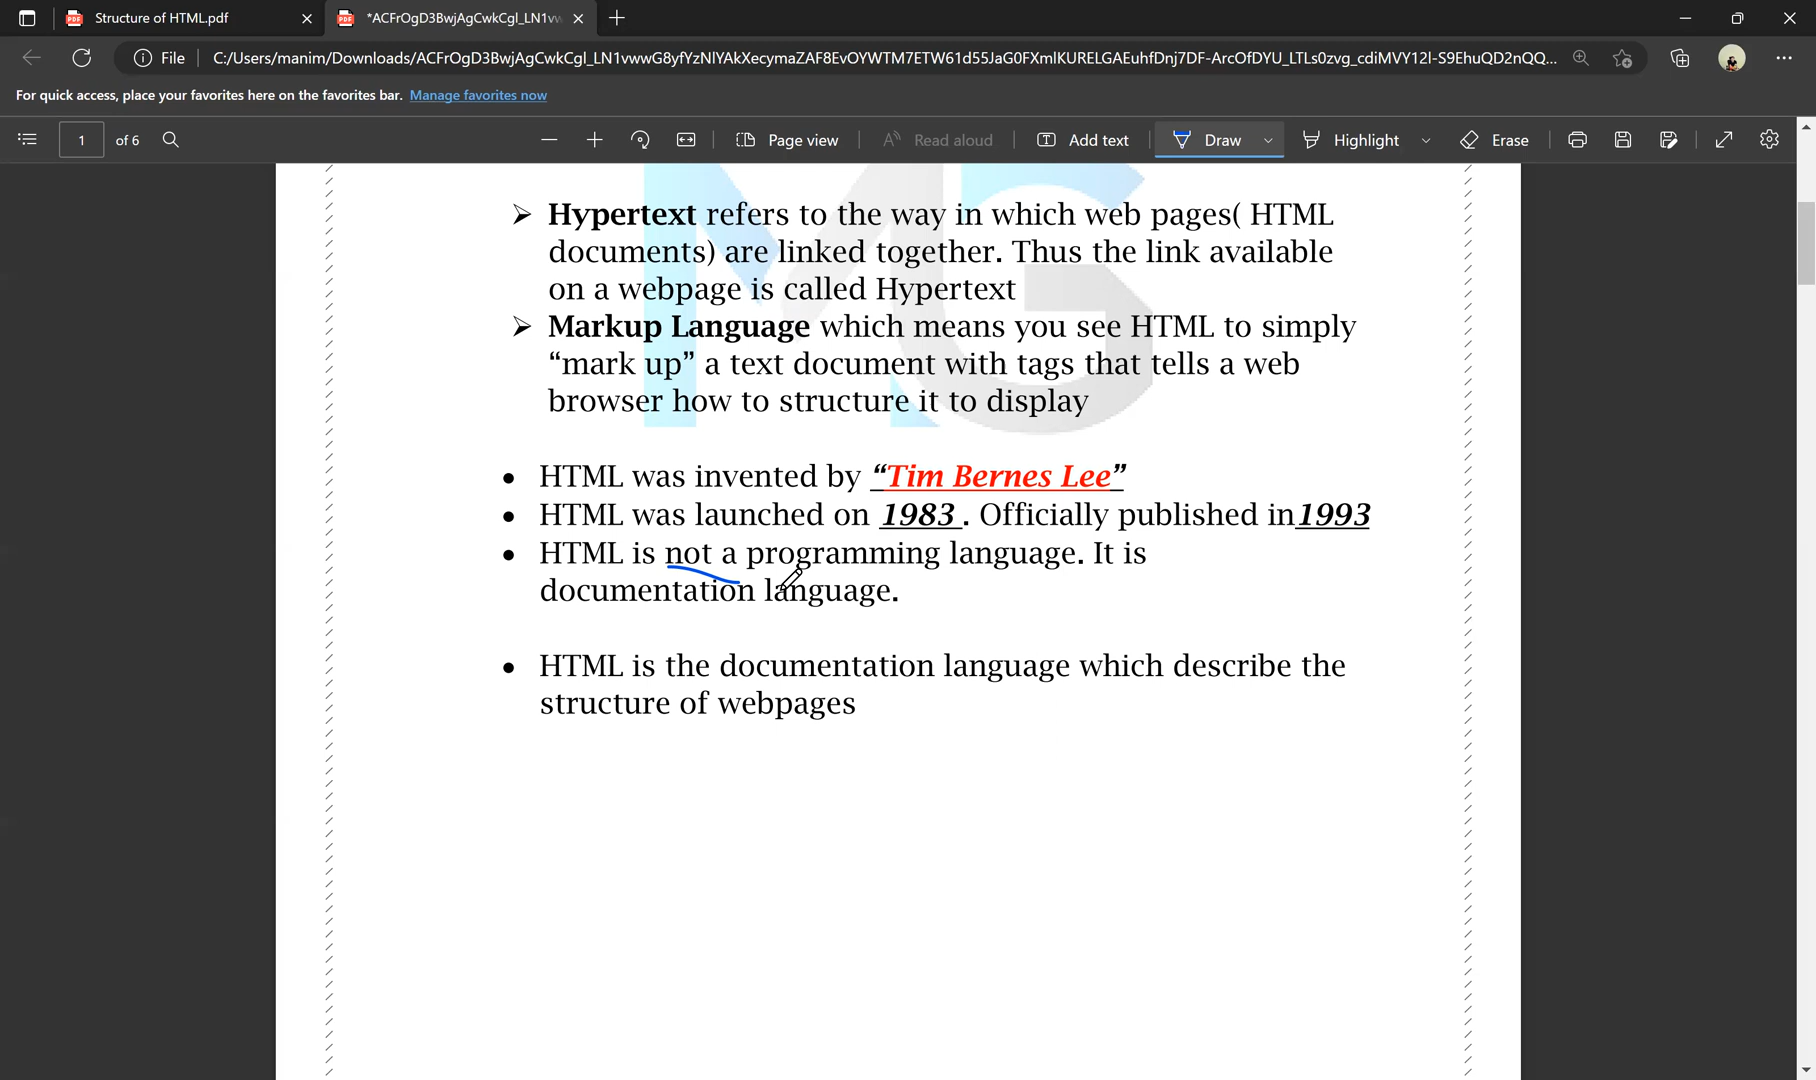 Structure of HTML.pdf
*ACFrOgD3BwjAgCwkCgl_LN1vw
File
C:/Users/manim/Downloads/ACFrOgD3BwjAgCwkCgl_LN1vwwG8yfYzNlYAkXecymaZAF8EvOYWTM7ETW61d55JaG0FXmlKURELGAEuhfDnj7DF-ArcOfDYU_LTLs0zvg_cdiMVY12l-S9EhuQD2nQQ...
For quick access, place your favorites here on the favorites bar. Manage favorites now
1 of 6
Page view
Read aloud
Add text
Draw
Highlight
Erase
MG
Hypertext refers to the way in which web pages( HTML
documents) are linked together. Thus the link available
on a webpage is called Hypertext
Markup Language which means you see HTML to simply
“mark up” a text document with tags that tells a web
browser how to structure it to display
HTML was invented by “Tim Bernes Lee”
HTML was launched on 1983 . Officially published in1993
HTML is not a programming language. It is
documentation language.
HTML is the documentation language which describe the
structure of webpages